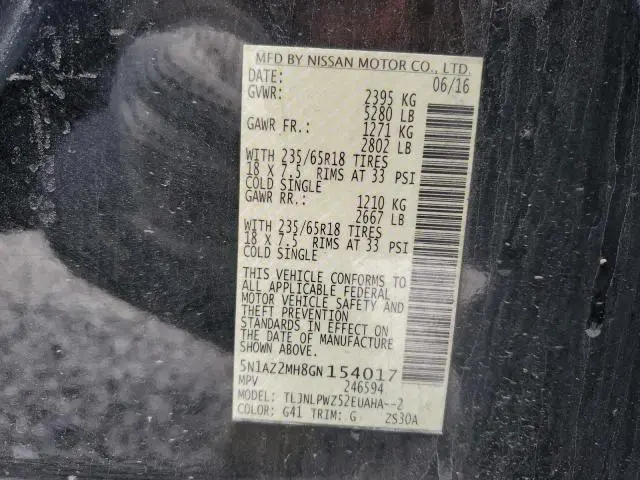 MFD BY NISSAN MOTOR CO., LTD.
DATE: 06/16
GVWR: 2395 KG
5280 LB
GAWR FR.: 1271 KG
2802 LB
WITH 235/65R18 TIRES
18 X 7.5 RIMS AT 33 PSI
COLD SINGLE
GAWR RR.: 1210 KG
2667 LB
WITH 235/65R18 TIRES
18 X 7.5 RIMS AT 33 PSI
COLD SINGLE
THIS VEHICLE CONFORMS TO
ALL APPLICABLE FEDERAL
MOTOR VEHICLE SAFETY AND
THEFT PREVENTION
STANDARDS IN EFFECT ON
THE DATE OF MANUFACTURE
SHOWN ABOVE.
5N1AZ2MH8GN154017
MPV 246594
MODEL: TLJNLPWZ52EUAHA--2
COLOR: G41 TRIM: G 2S30A